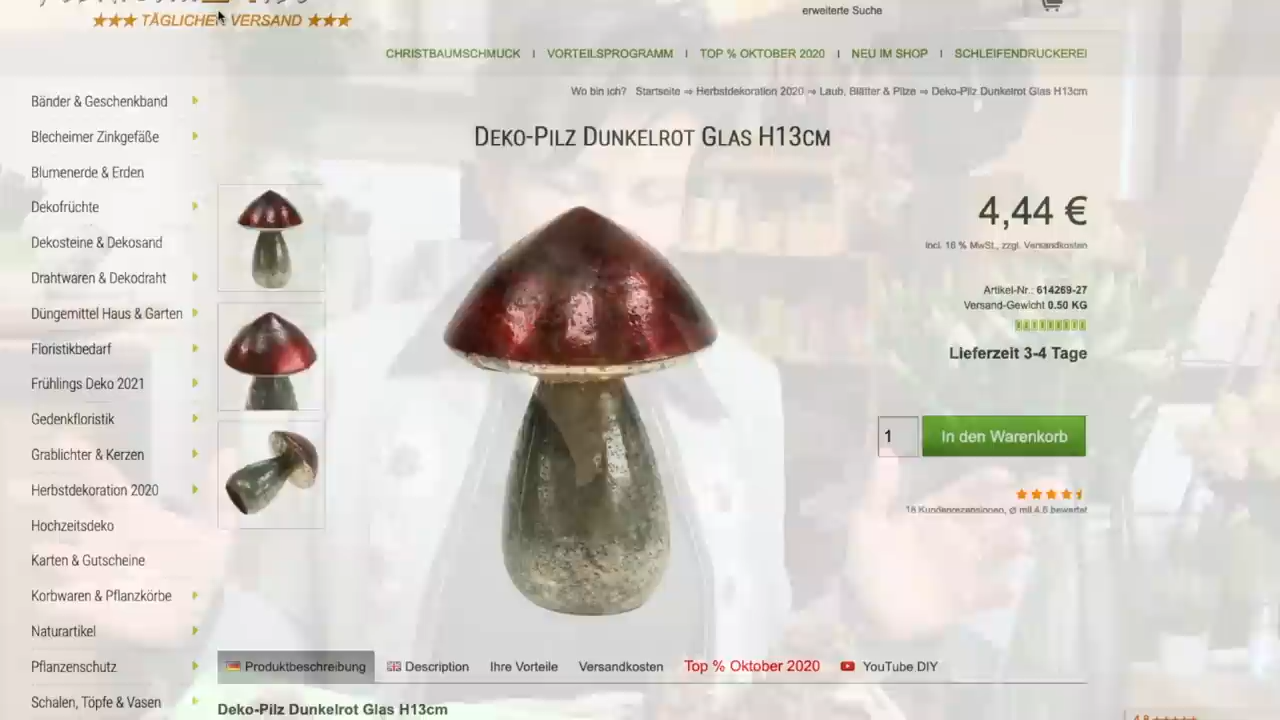 ★★★ TÄGLICHER VERSAND ★★★
erweiterte Suche
CHRISTBAUMSCHMUCK I VORTEILSPROGRAMM I TOP % OKTOBER 2020 I NEU IM SHOP I SCHLEIFENDRUCKEREI
Wo bin ich? Startseite ⇒ Herbstdekoration 2020 ⇒ Laub, Blätter & Pilze ⇒ Deko-Pilz Dunkelrot Glas H13cm
Bänder & Geschenkband
Blecheimer Zinkgefäße
Blumenerde & Erden
Dekofrüchte
Dekosteine & Dekosand
Drahtwaren & Dekodraht
Düngemittel Haus & Garten
Floristikbedarf
Frühlings Deko 2021
Gedenkfloristik
Grablichter & Kerzen
Herbstdekoration 2020
Hochzeitsdeko
Karten & Gutscheine
Korbwaren & Pflanzkörbe
Naturartikel
Pflanzenschutz
Schalen, Töpfe & Vasen
DEKO-PILZ DUNKELROT GLAS H13CM
4,44 €
incl. 16 % MwSt., zzgl. Versandkosten
Artikel-Nr.: 614269-27
Versand-Gewicht 0.50 KG
Lieferzeit 3-4 Tage
1 In den Warenkorb
18 Kundenrezensionen, Ø mit 4.6 bewertet
Produktbeschreibung Description Ihre Vorteile Versandkosten Top % Oktober 2020 YouTube DIY
Deko-Pilz Dunkelrot Glas H13cm